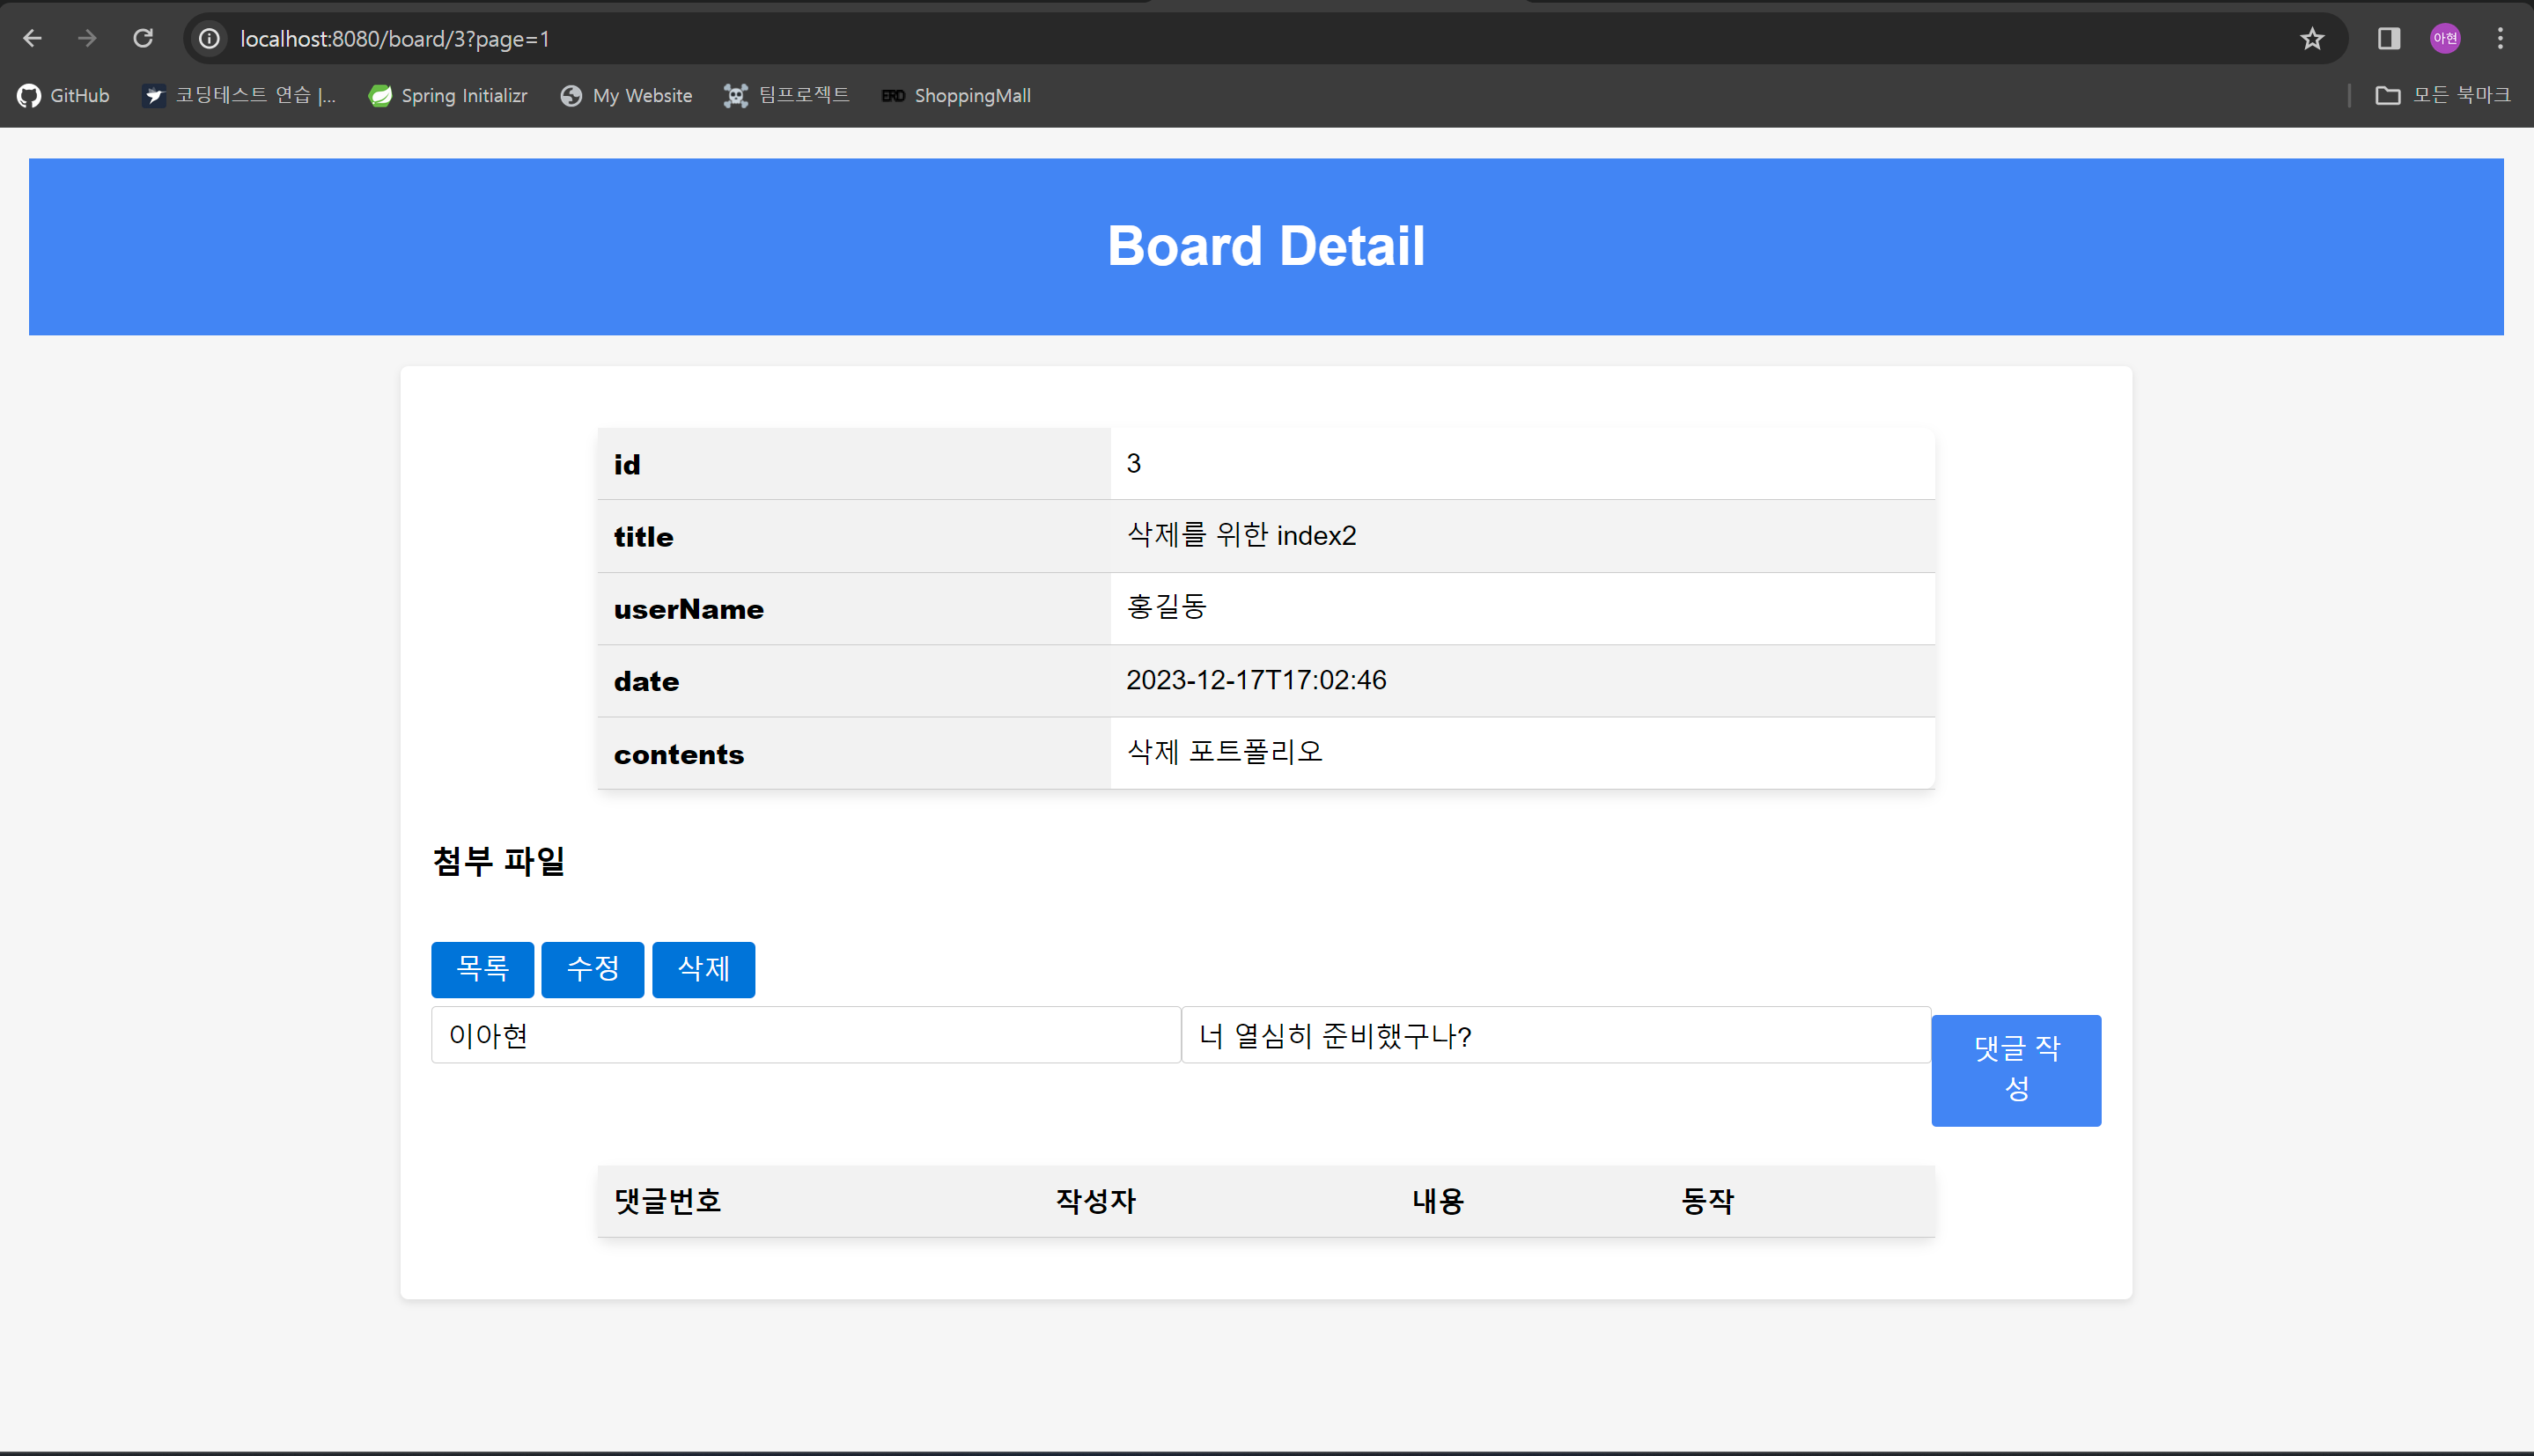 localhost:8080/board/3?page=1
아현
GitHub
코딩테스트 연습 |...
Spring Initializr
My Website
팀프로젝트
ERD
ShoppingMall
모든 북마크
Board Detail
id
3
title
삭제를 위한 index2
userName
홍길동
date
2023-12-17T17:02:46
contents
삭제 포트폴리오
첨부 파일
목록
수정
삭제
이아현
너 열심히 준비했구나?
댓글 작
성
댓글번호
작성자
내용
동작